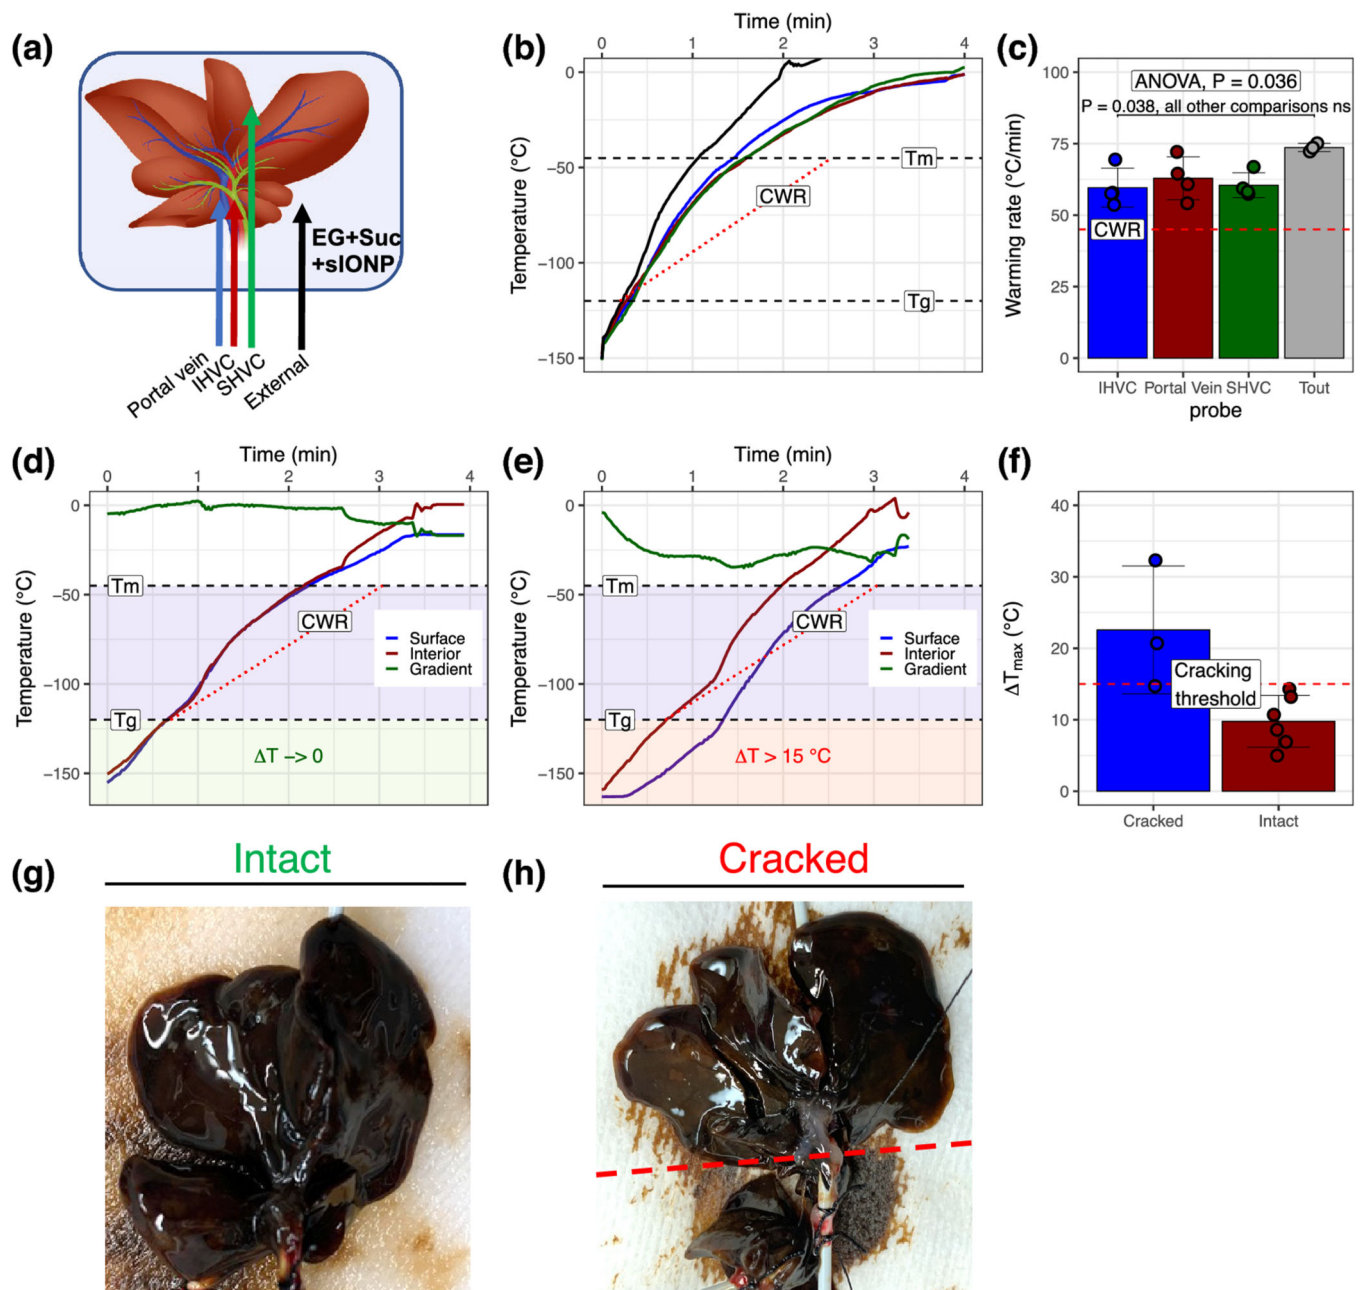 (a)
EG+Suc
+sIONP
Portal vein
IHVC
SHVC
External
(b)
Time (min)
0 1 2 3 4
Temperature (°C)
0
−50
−100
−150
Tm
CWR
Tg
(c)
Warming rate (°C/min)
100
75
50
25
0
ANOVA, P = 0.036
P = 0.038, all other comparisons ns
CWR
IHVC Portal Vein SHVC Tout
probe
(d)
Time (min)
0 1 2 3 4
Temperature (°C)
0
−50
−100
−150
Tm
CWR
Surface
Interior
Gradient
Tg
ΔT −> 0
(e)
Time (min)
0 1 2 3 4
Temperature (°C)
0
−50
−100
−150
Tm
CWR
Surface
Interior
Gradient
Tg
ΔT > 15 °C
(f)
ΔTmax (°C)
40
30
20
10
0
Cracking
threshold
Cracked Intact
(g)
Intact
(h)
Cracked